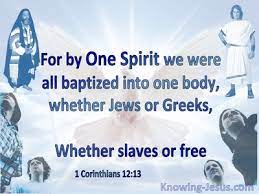 For by One Spirit we were
all baptized into one body,
whether Jews or Greeks,
Whether slaves or free
1 Corinthians 12:13
Knowing-Jesus.com